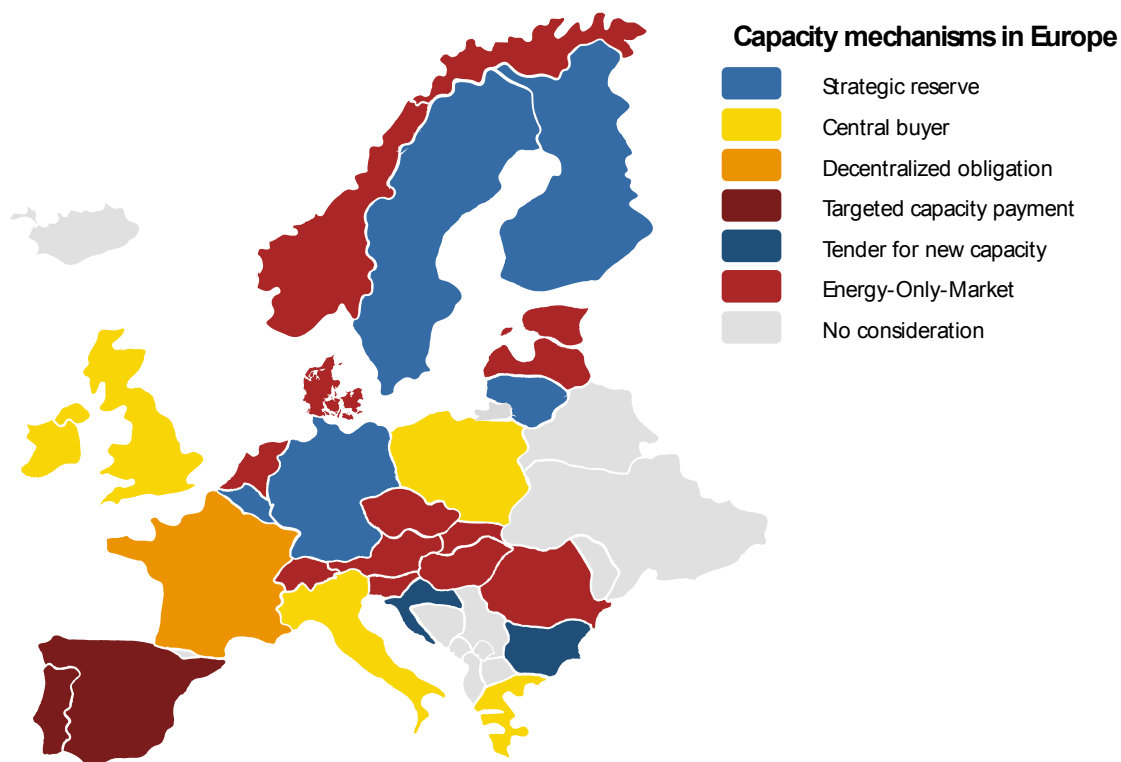 Capacity mechanisms in Europe
Strategic reserve
Central buyer
Decentralized obligation
Targeted capacity payment
Tender for new capacity
Energy-Only-Market
No consideration